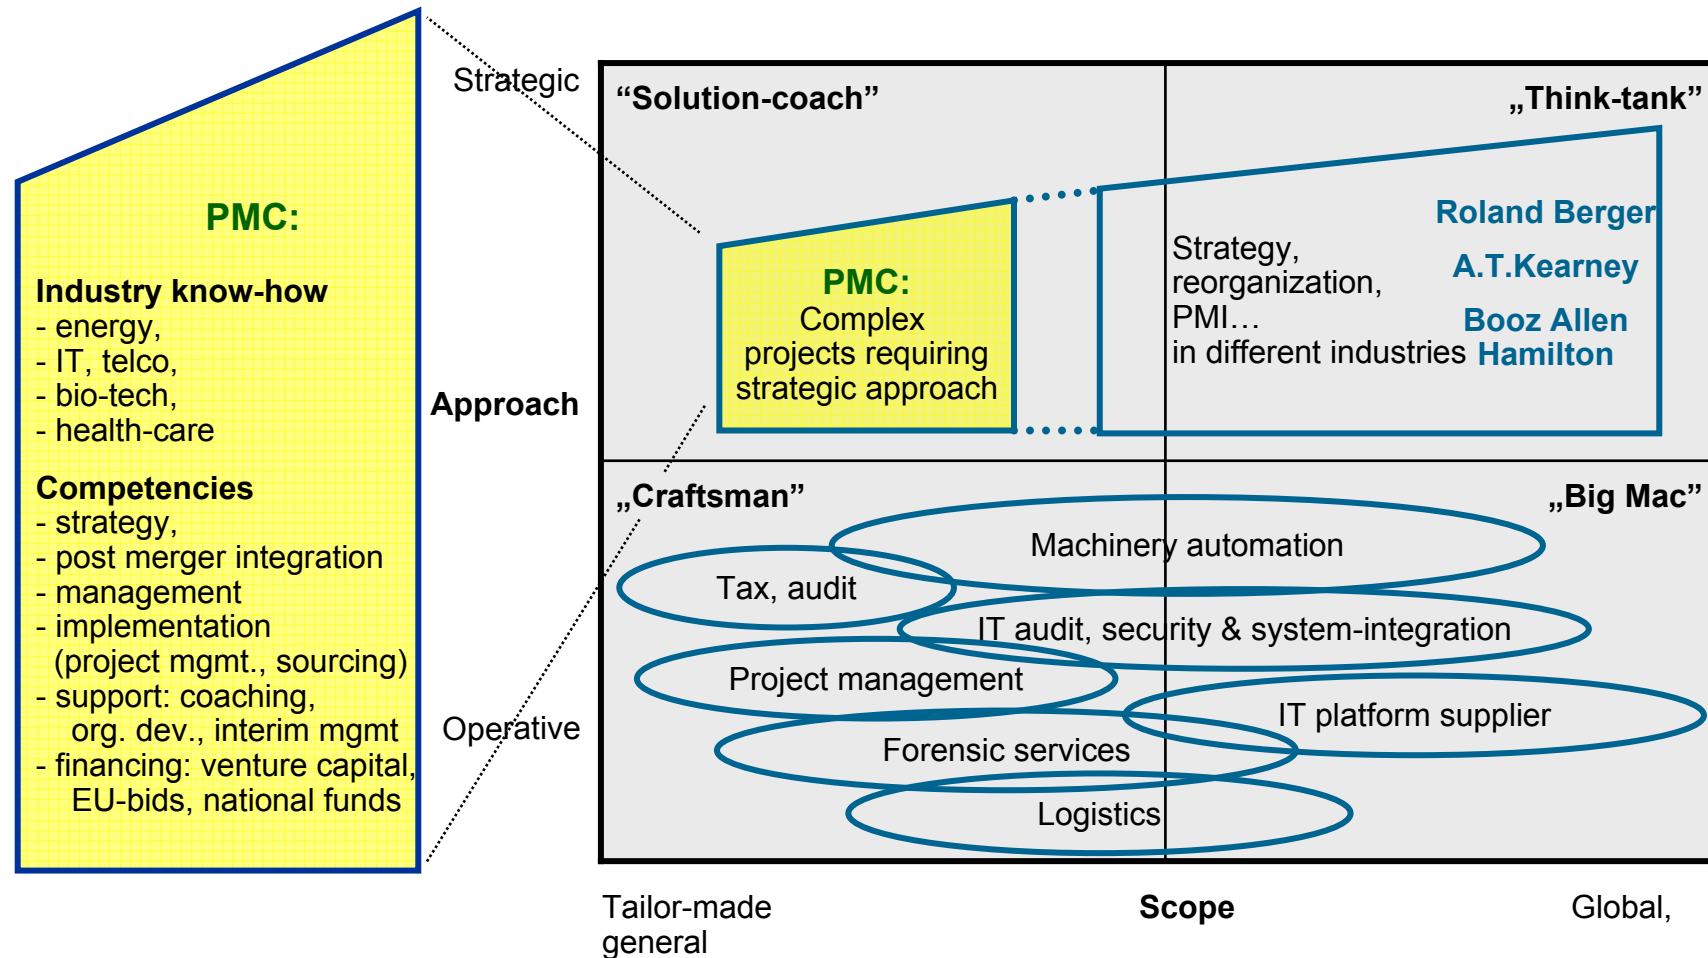 PMC:
Industry know-how
- energy,
- IT, telco,
- bio-tech,
- health-care
Competencies
- strategy,
- post merger integration
- management
- implementation
(project mgmt., sourcing)
- support: coaching,
org. dev., interim mgmt
- financing: venture capital,
EU-bids, national funds
Strategic
Approach
Operative
“Solution-coach”
„Think-tank”
PMC:
Complex
projects requiring
strategic approach
Strategy,
reorganization,
PMI…
in different industries
Roland Berger
A.T.Kearney
Booz Allen
Hamilton
„Craftsman”
„Big Mac”
Machinery automation
Tax, audit
IT audit, security & system-integration
Project management
IT platform supplier
Forensic services
Logistics
Tailor-made
general
Scope
Global,